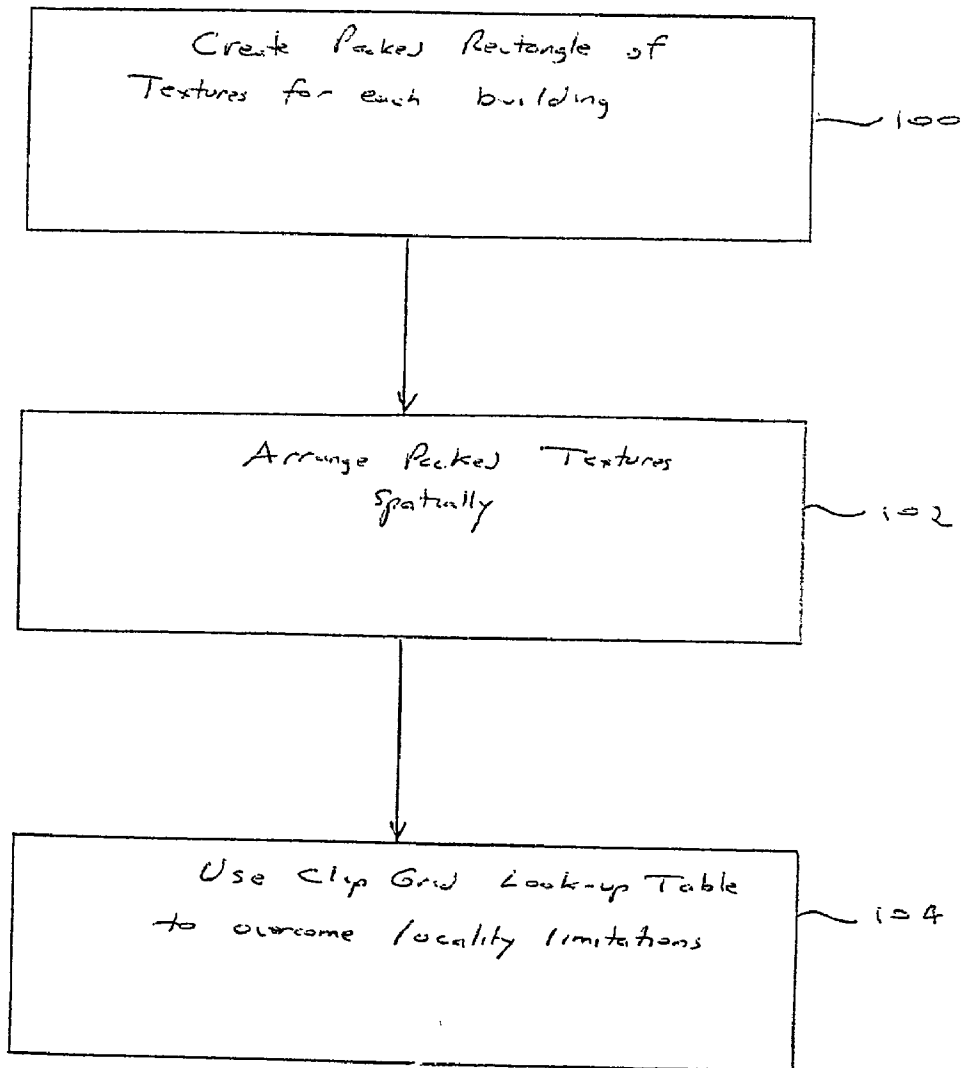 Create Packed Rectangle of
Textures for each building
100
Arrange Packed Textures
spatially
102
Use Clip Grid Look-up Table
to overcome locality limitations
104